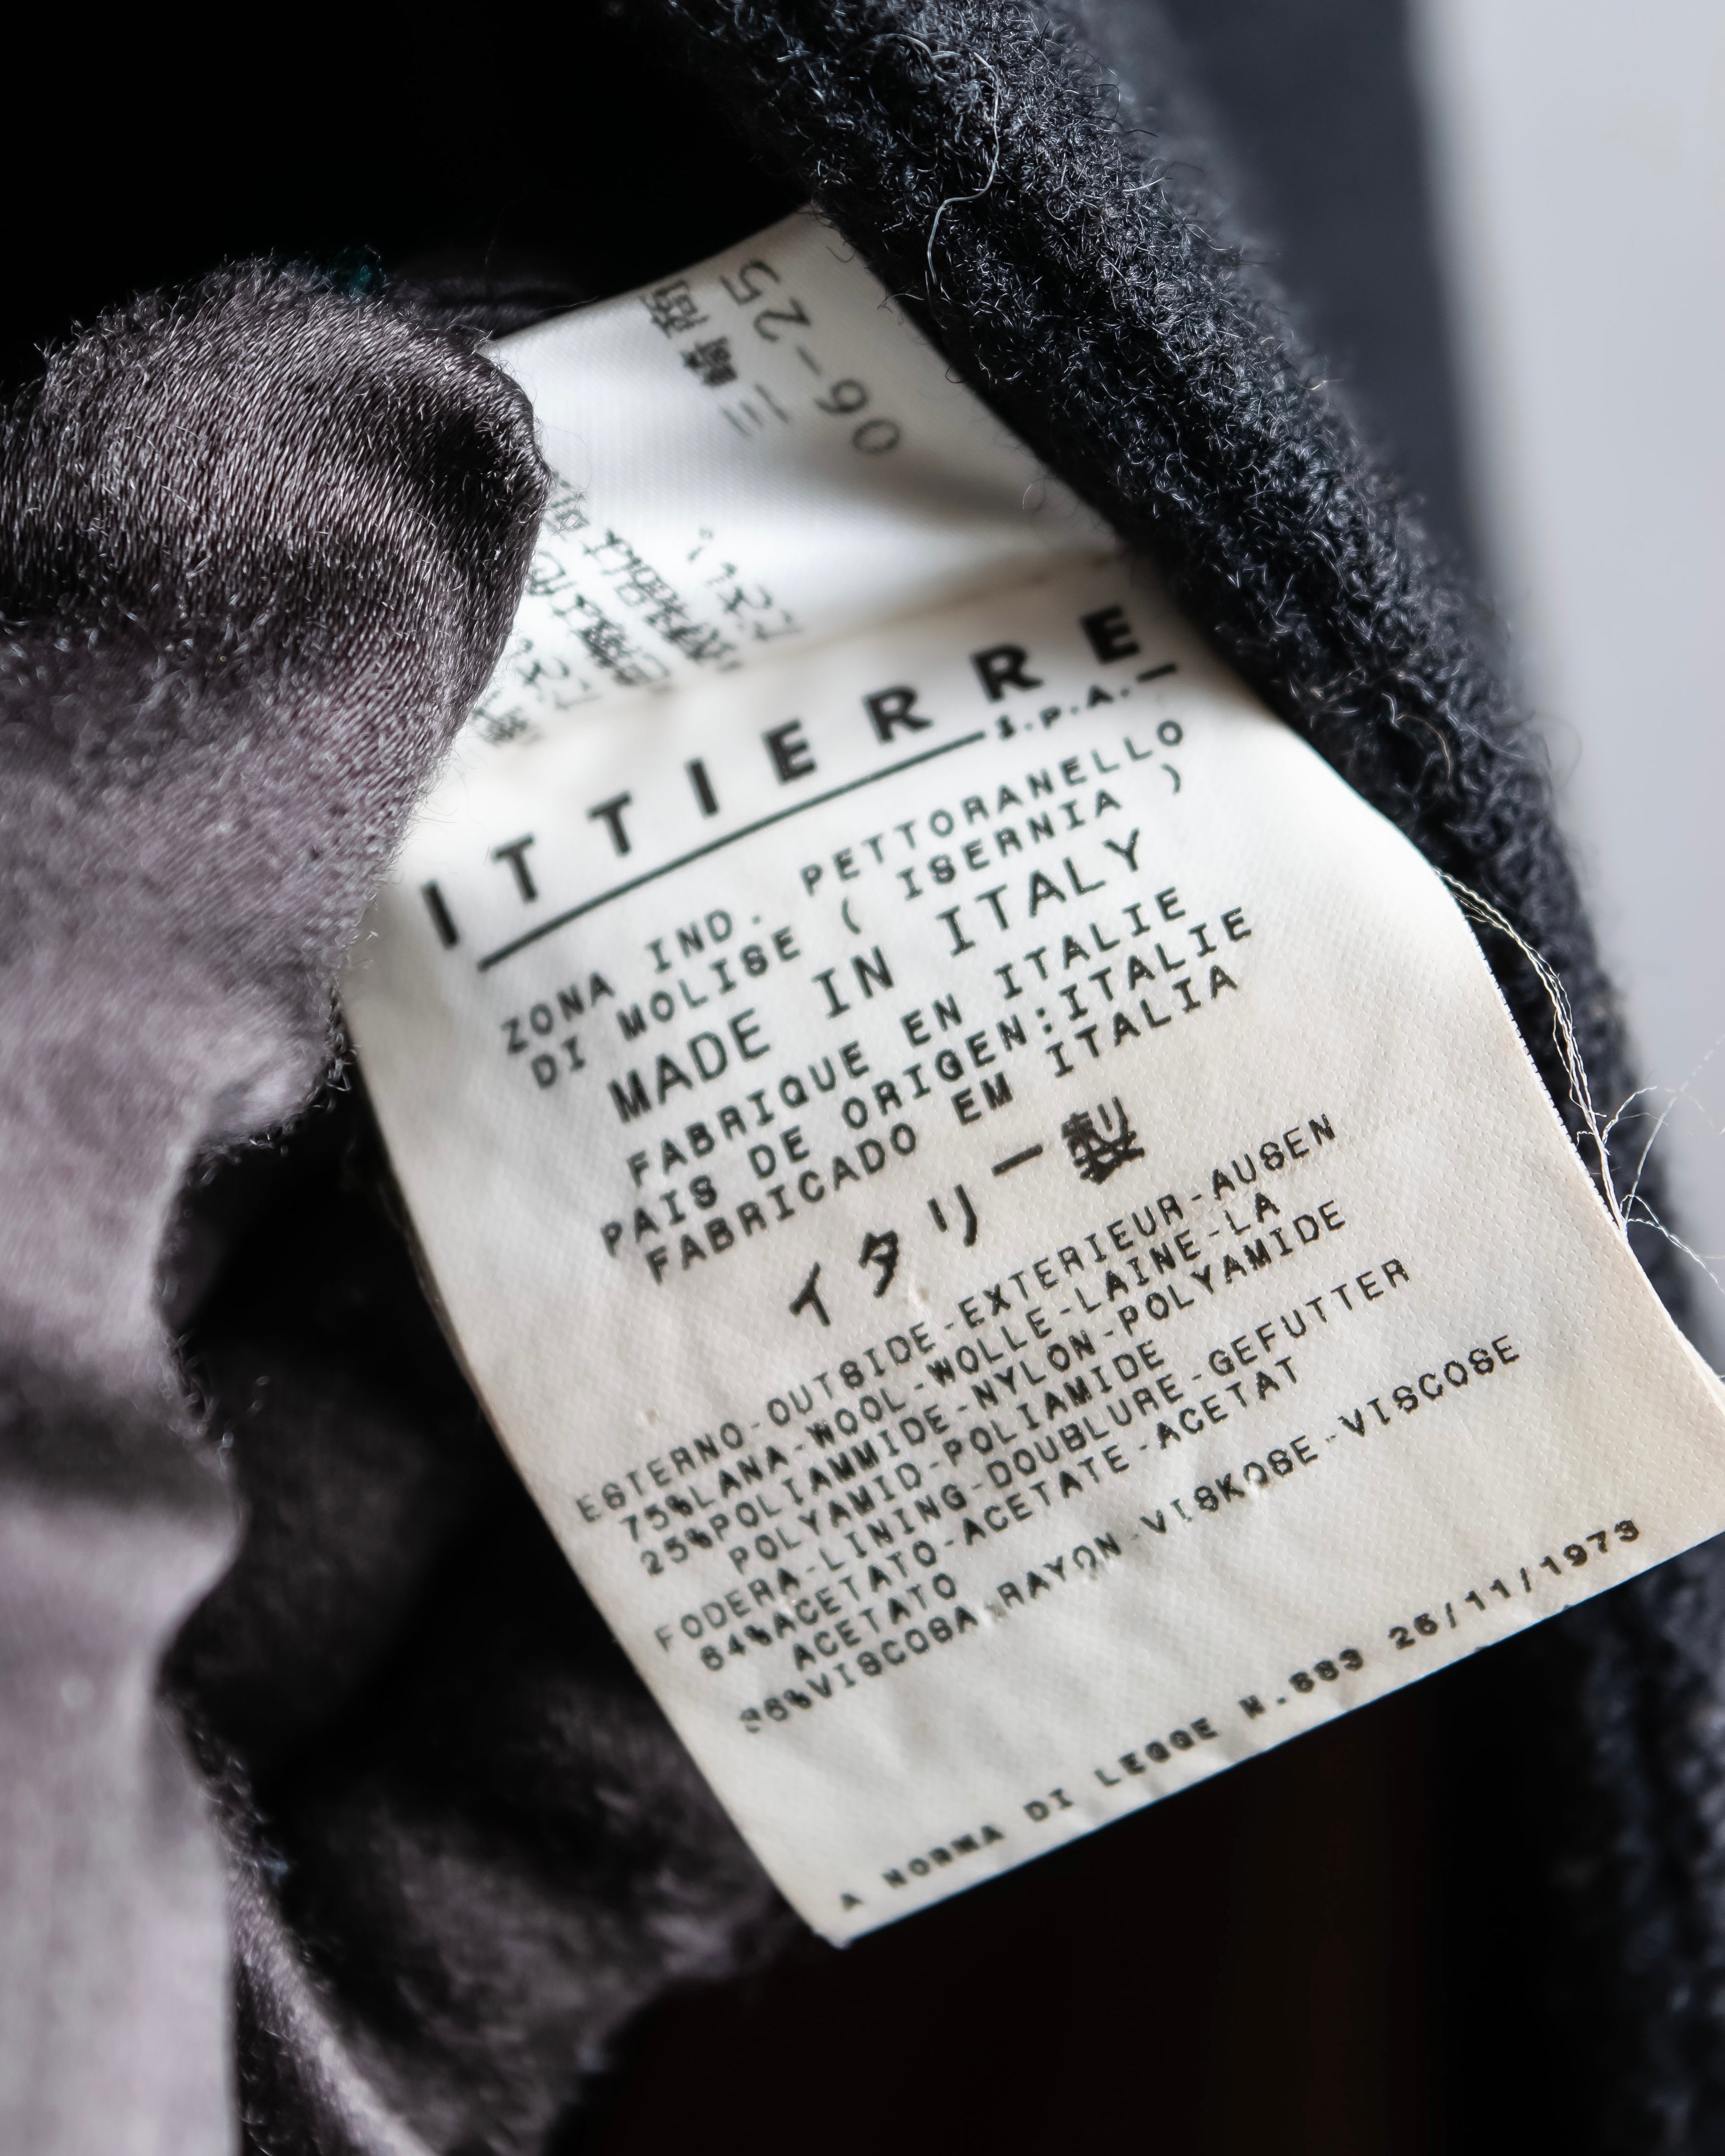 06-25
ITTIERRE
S.p.A.
ZONA IND. PETTORANELLO
DI MOLISE ( ISERNIA )
MADE IN ITALY
FABRIQUE EN ITALIE
PAIS DE ORIGEN:ITALIE
FABRICADO EM ITALIA
イタリー製
ESTERNO-OUTSIDE-EXTERIEUR-AUSEN
75%LANA-WOOL-WOLLE-LAINE-LA
25%POLIAMMIDE-NYLON-POLYAMIDE
POLYAMID-POLIAMIDE
FODERA-LINING-DOUBLURE-GEFUTTER
64%ACETATO-ACETATE-ACETAT
ACETATO
36%VISCOSA-RAYON-VISKOSE-VISCOSE
A NORMA DI LEGGE N.883 26/11/1973